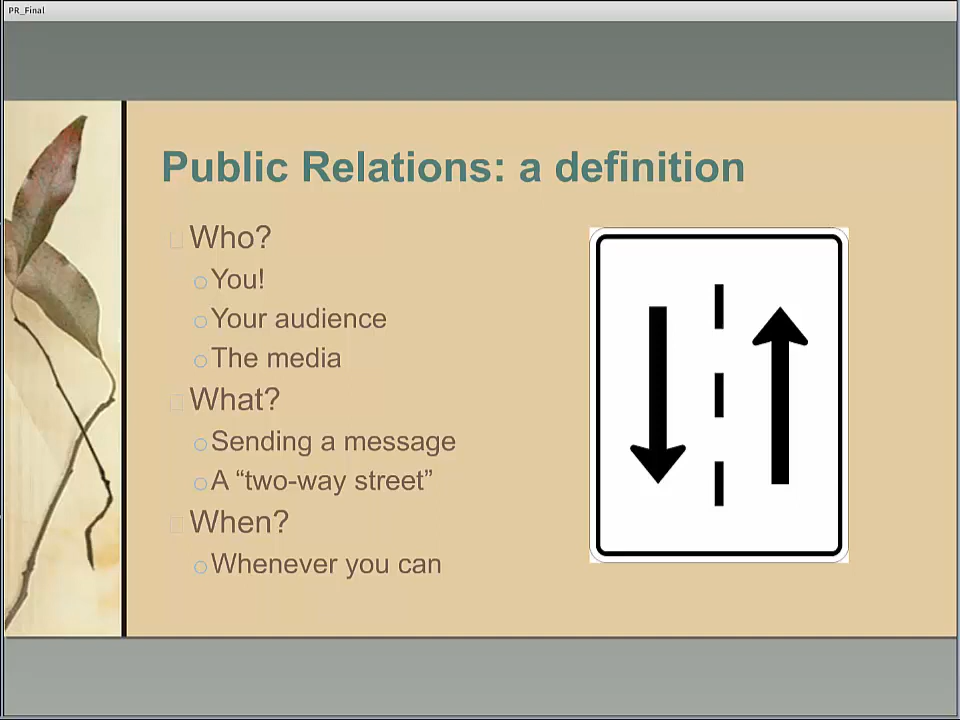 PR_Final
Public Relations: a definition
Who?
You!
Your audience
The media
What?
Sending a message
A “two-way street”
When?
Whenever you can